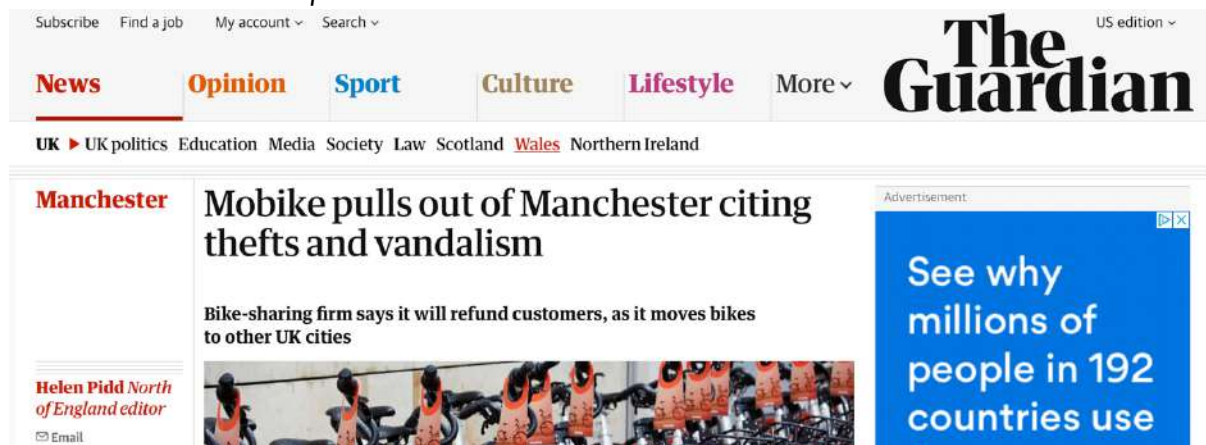 Subscribe Find a job My account Search US edition
The
Guardian
News Opinion Sport Culture Lifestyle More
UK UK politics Education Media Society Law Scotland Wales Northern Ireland
Manchester
Mobike pulls out of Manchester citing
thefts and vandalism
Bike-sharing firm says it will refund customers, as it moves bikes
to other UK cities
Helen Pidd North
of England editor
Email
Advertisement
See why
millions of
people in 192
countries use